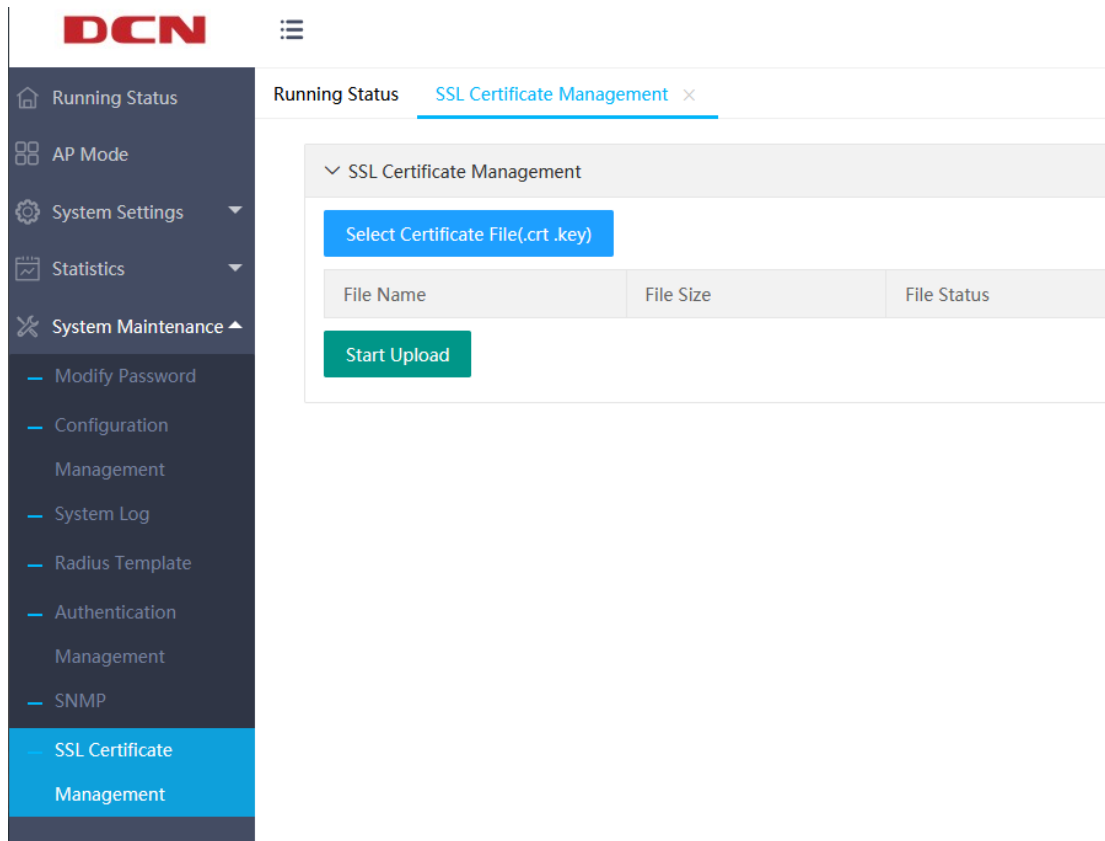 DCN
Running Status
AP Mode
System Settings
Statistics
System Maintenance
Modify Password
Configuration
Management
System Log
Radius Template
Authentication
Management
SNMP
SSL Certificate
Management
Running Status SSL Certificate Management
SSL Certificate Management
Select Certificate File(.crt .key)
File Name File Size File Status
Start Upload